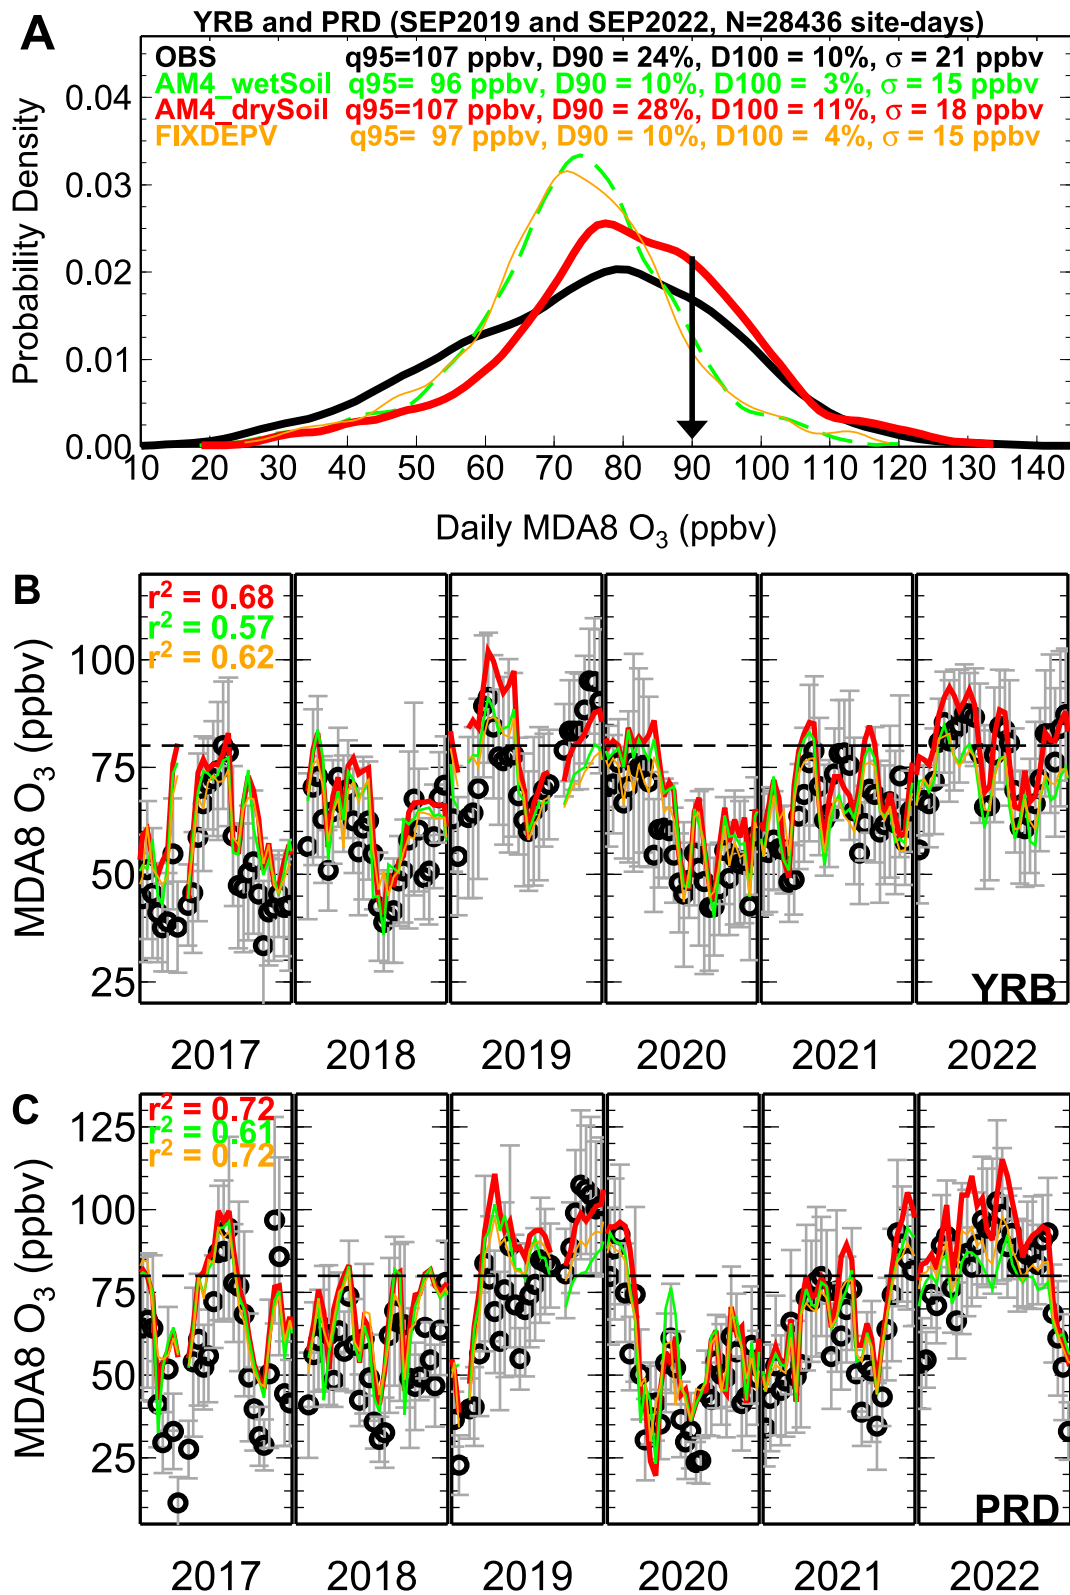 A
YRB and PRD (SEP2019 and SEP2022, N=28436 site-days)
OBS q95=107 ppbv, D90 = 24%, D100 = 10%, σ = 21 ppbv
AM4_wetSoil q95= 96 ppbv, D90 = 10%, D100 = 3%, σ = 15 ppbv
AM4_drySoil q95=107 ppbv, D90 = 28%, D100 = 11%, σ = 18 ppbv
FIXDEPV q95= 97 ppbv, D90 = 10%, D100 = 4%, σ = 15 ppbv
Probability Density
0.04
0.03
0.02
0.01
0.00
10 20 30 40 50 60 70 80 90 100 110 120 130 140
Daily MDA8 O₃ (ppbv)
B
r² = 0.68
r² = 0.57
r² = 0.62
MDA8 O₃ (ppbv)
100
75
50
25
YRB
2017 2018 2019 2020 2021 2022
C
r² = 0.72
r² = 0.61
r² = 0.72
MDA8 O₃ (ppbv)
125
100
75
50
25
PRD
2017 2018 2019 2020 2021 2022